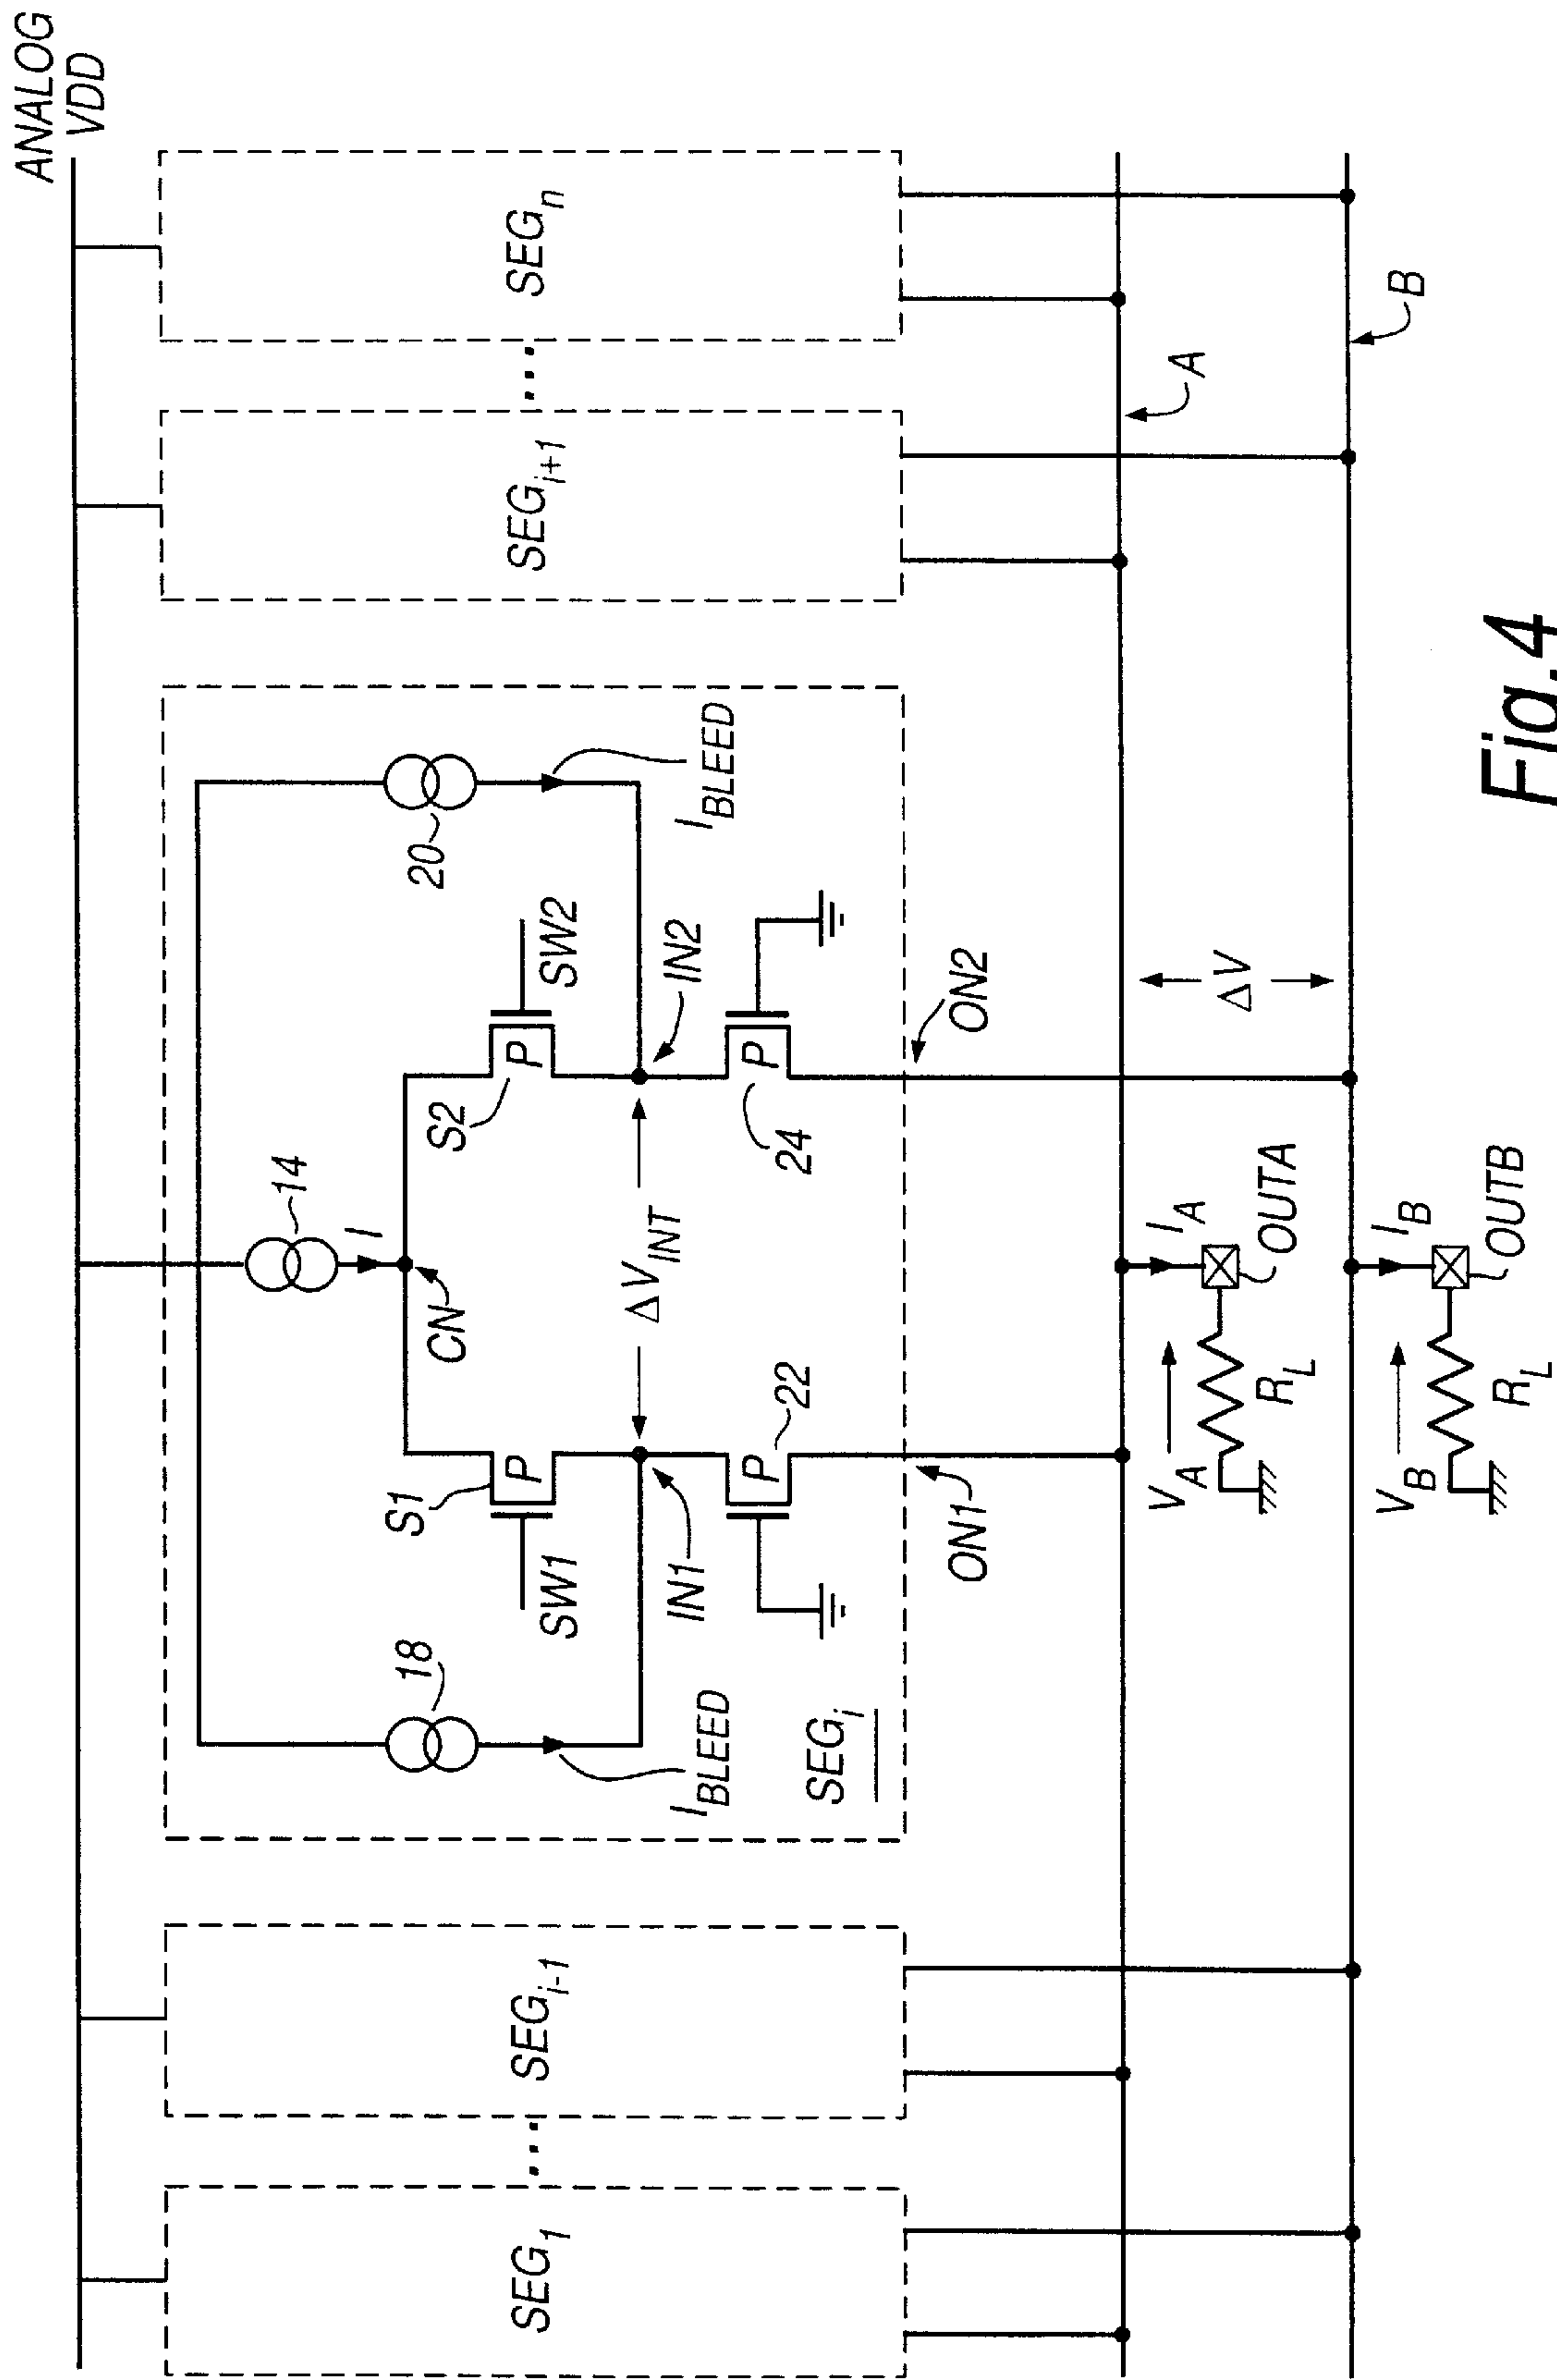 ANALOG
VDD
SEG1
SEGi-1
SEGi
SEGi+1
SEGn
...
...
14
I
CN
18
IBLEED
20
IBLEED
S1
P
SW1
S2
P
SW2
IN1
ΔVINT
IN2
P
22
P
24
ON1
ON2
A
ΔV
B
VA
IA
RL
OUTA
VB
IB
RL
OUTB
Fig.4